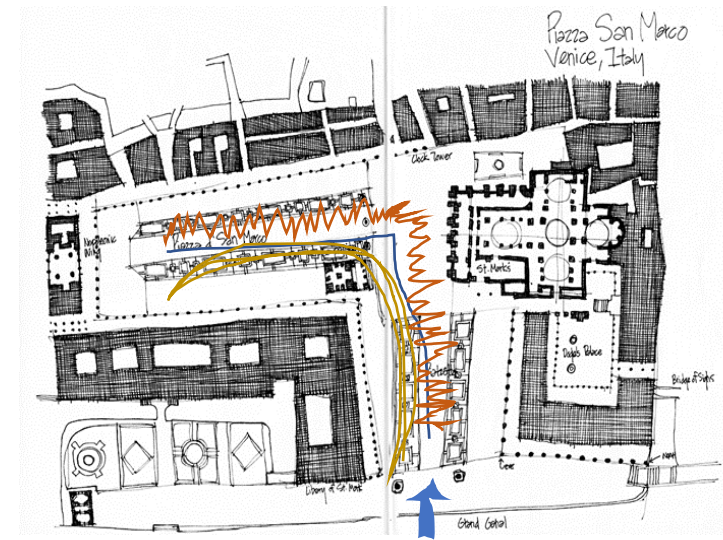 Piazza San Marco
Venice, Italy
Clock Tower
Napoleonic
Wing
Piazza San Marco
St. Mark's
Doge's Palace
Bridge of Sighs
Library of St. Mark
Grand Canal